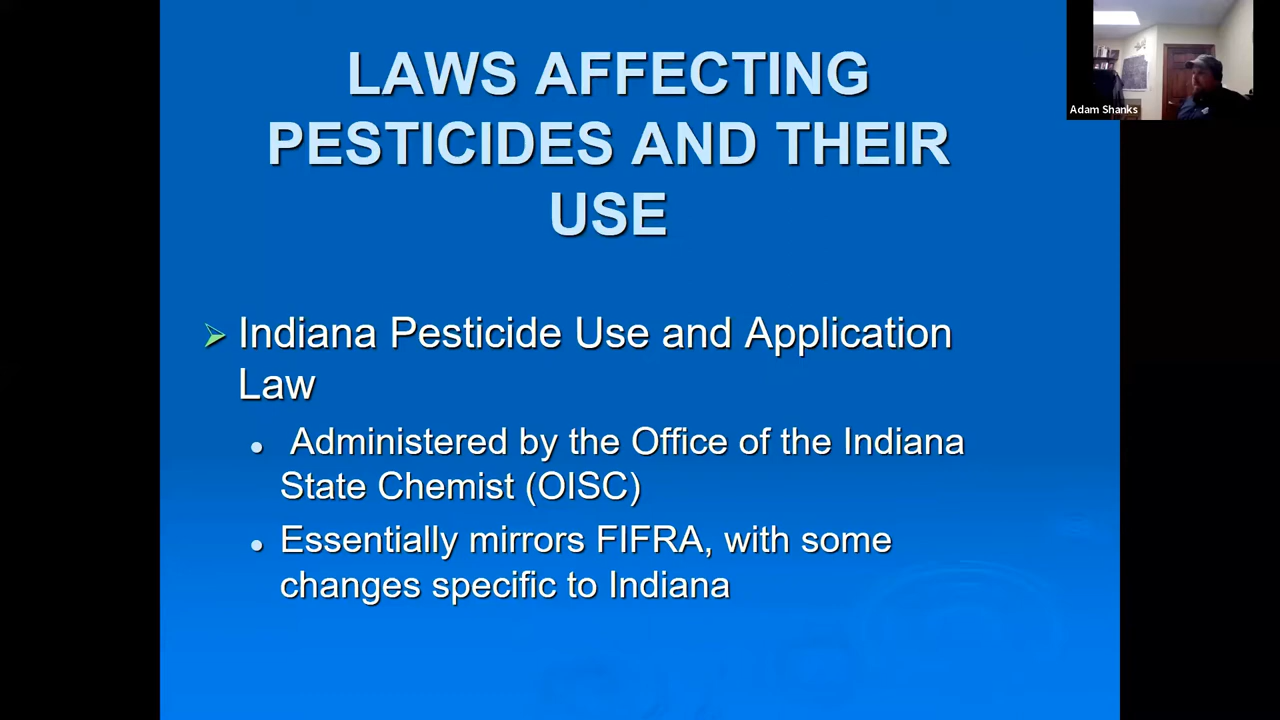 LAWS AFFECTING
PESTICIDES AND THEIR
USE
Indiana Pesticide Use and Application
Law
Administered by the Office of the Indiana
State Chemist (OISC)
Essentially mirrors FIFRA, with some
changes specific to Indiana
Adam Shanks